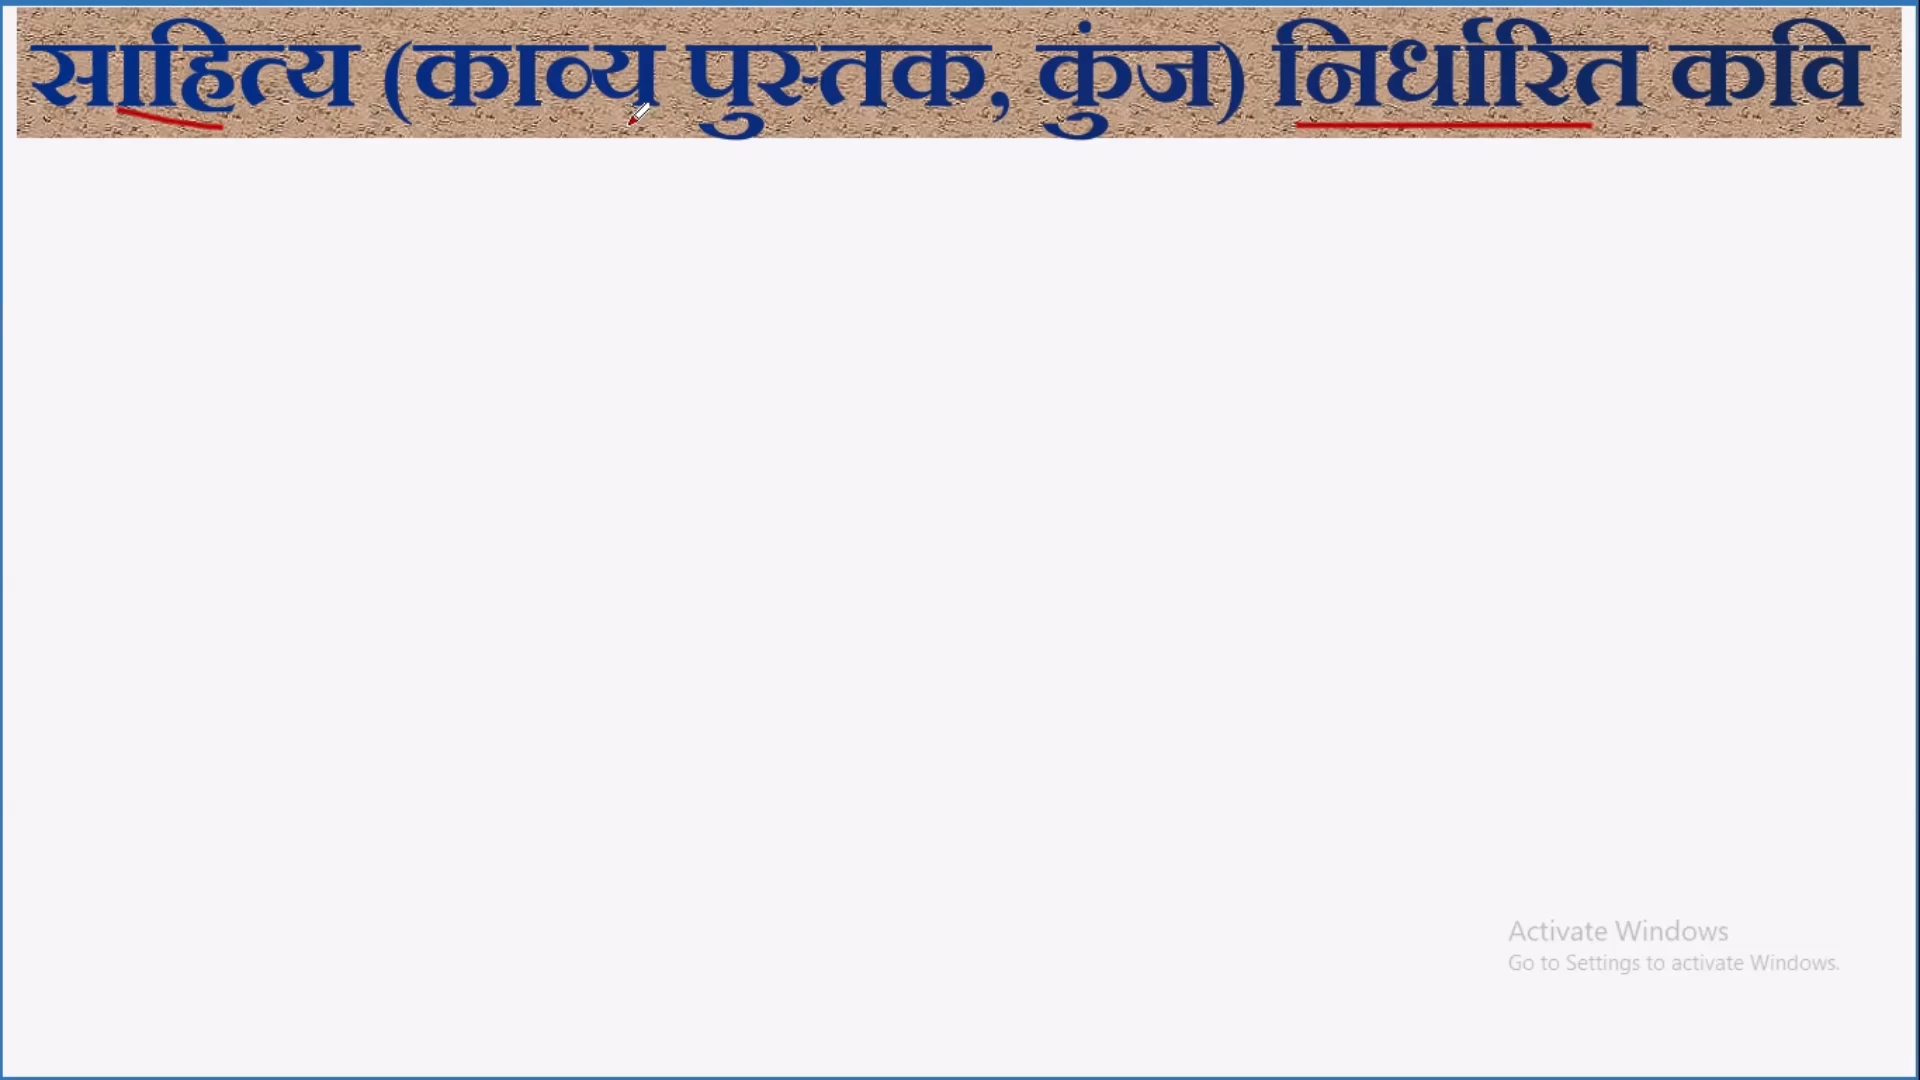 साहित्य (काव्य पुस्तक, कुंज) निर्धारित कवि
Activate Windows
Go to Settings to activate Windows.